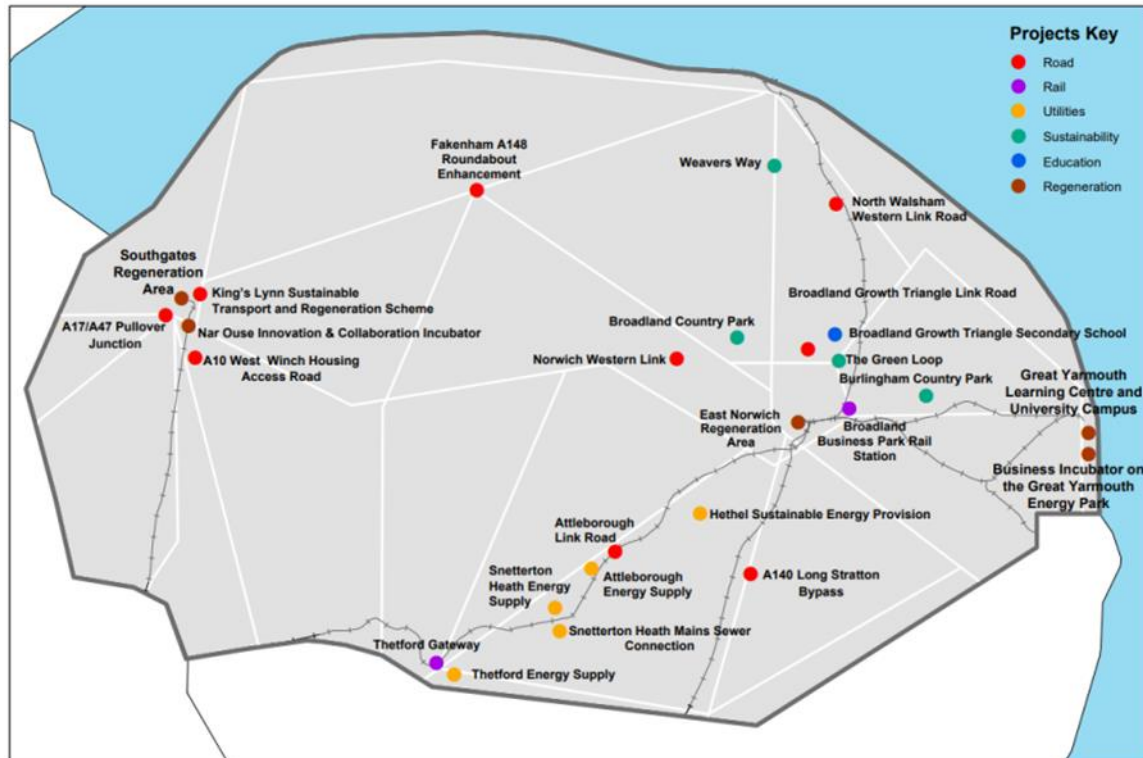 Projects Key
Road
Rail
Utilities
Sustainability
Education
Regeneration
Fakenham A148
Roundabout
Enhancement
Weavers Way
North Walsham
Western Link Road
Southgates
Regeneration
Area
King's Lynn Sustainable
Transport and Regeneration Scheme
A17/A47 Pullover
Junction
Nar Ouse Innovation & Collaboration Incubator
A10 West Winch Housing
Access Road
Broadland Growth Triangle Link Road
Broadland Country Park
Broadland Growth Triangle Secondary School
Norwich Western Link
The Green Loop
Burlingham Country Park
Great Yarmouth
Learning Centre and
University Campus
East Norwich
Regeneration
Area
Broadland
Business Park Rail
Station
Business Incubator on
the Great Yarmouth
Energy Park
Hethel Sustainable Energy Provision
Attleborough
Link Road
Snetterton
Heath Energy
Supply
Attleborough
Energy Supply
A140 Long Stratton
Bypass
Snetterton Heath Mains Sewer
Connection
Thetford Gateway
Thetford Energy Supply